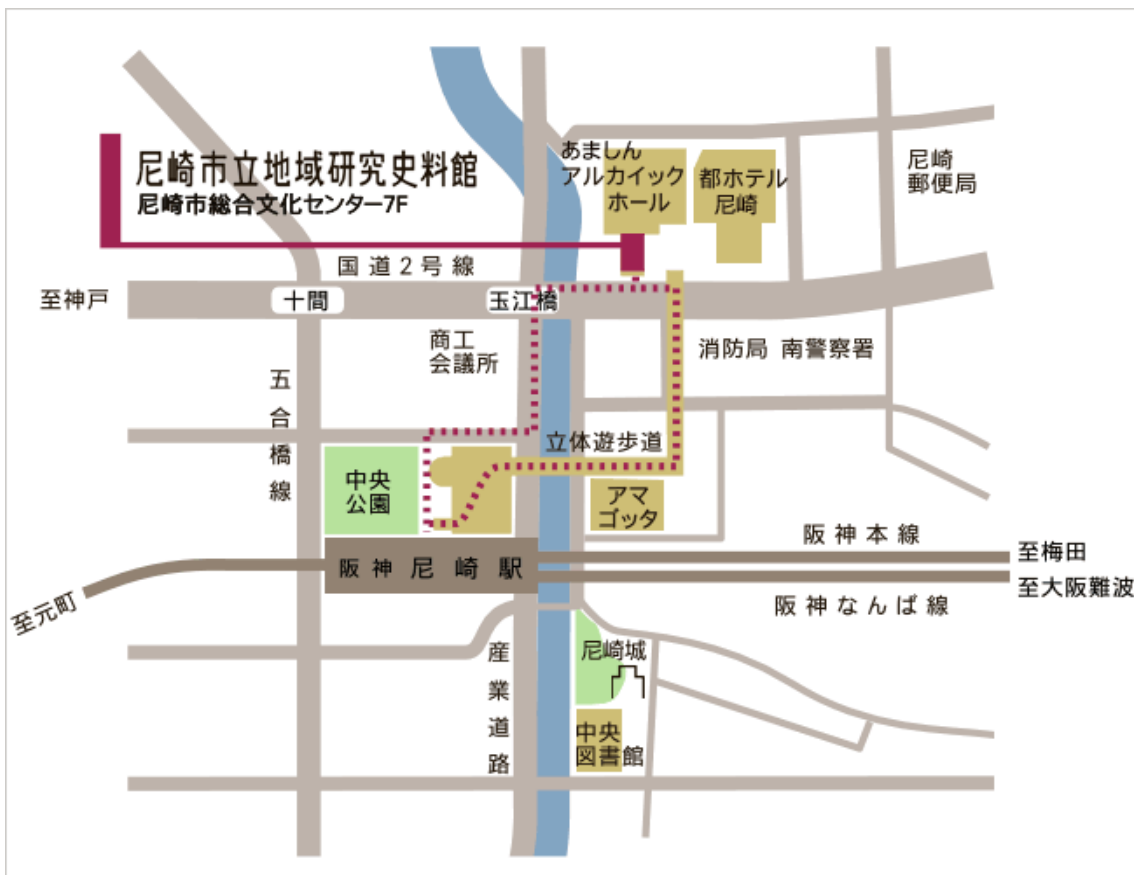 尼崎市立地域研究史料館
尼崎市総合文化センター7F
あましん
アルカイック
ホール
都ホテル
尼崎
尼崎
郵便局
国道2号線
至神戸
十間
玉江橋
商工
会議所
消防局 南警察署
五合橋線
立体遊歩道
中央
公園
アマ
ゴッタ
阪神本線
至梅田
阪神尼崎駅
至大阪難波
阪神なんば線
至元町
産業道路
尼崎城
中央
図書館